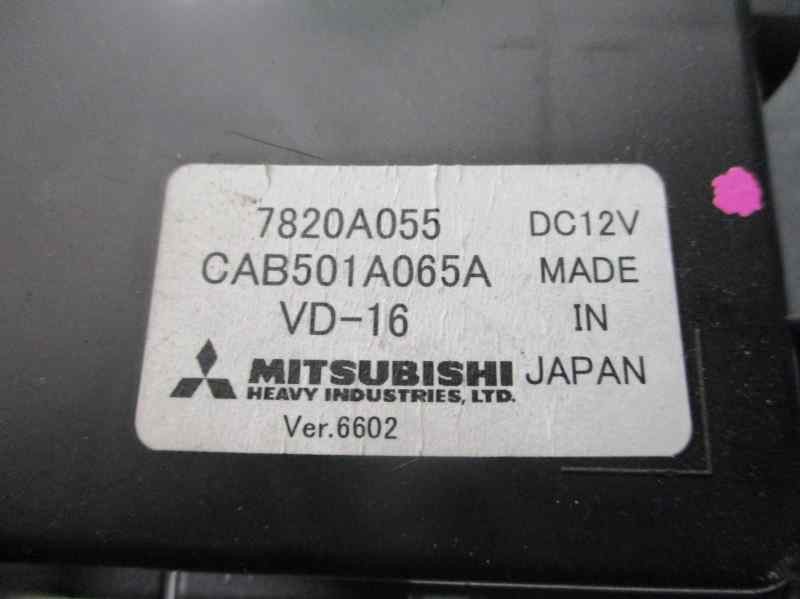 7820A055 DC12V
CAB501A065A MADE
VD-16 IN
MITSUBISHI JAPAN
HEAVY INDUSTRIES, LTD.
Ver.6602